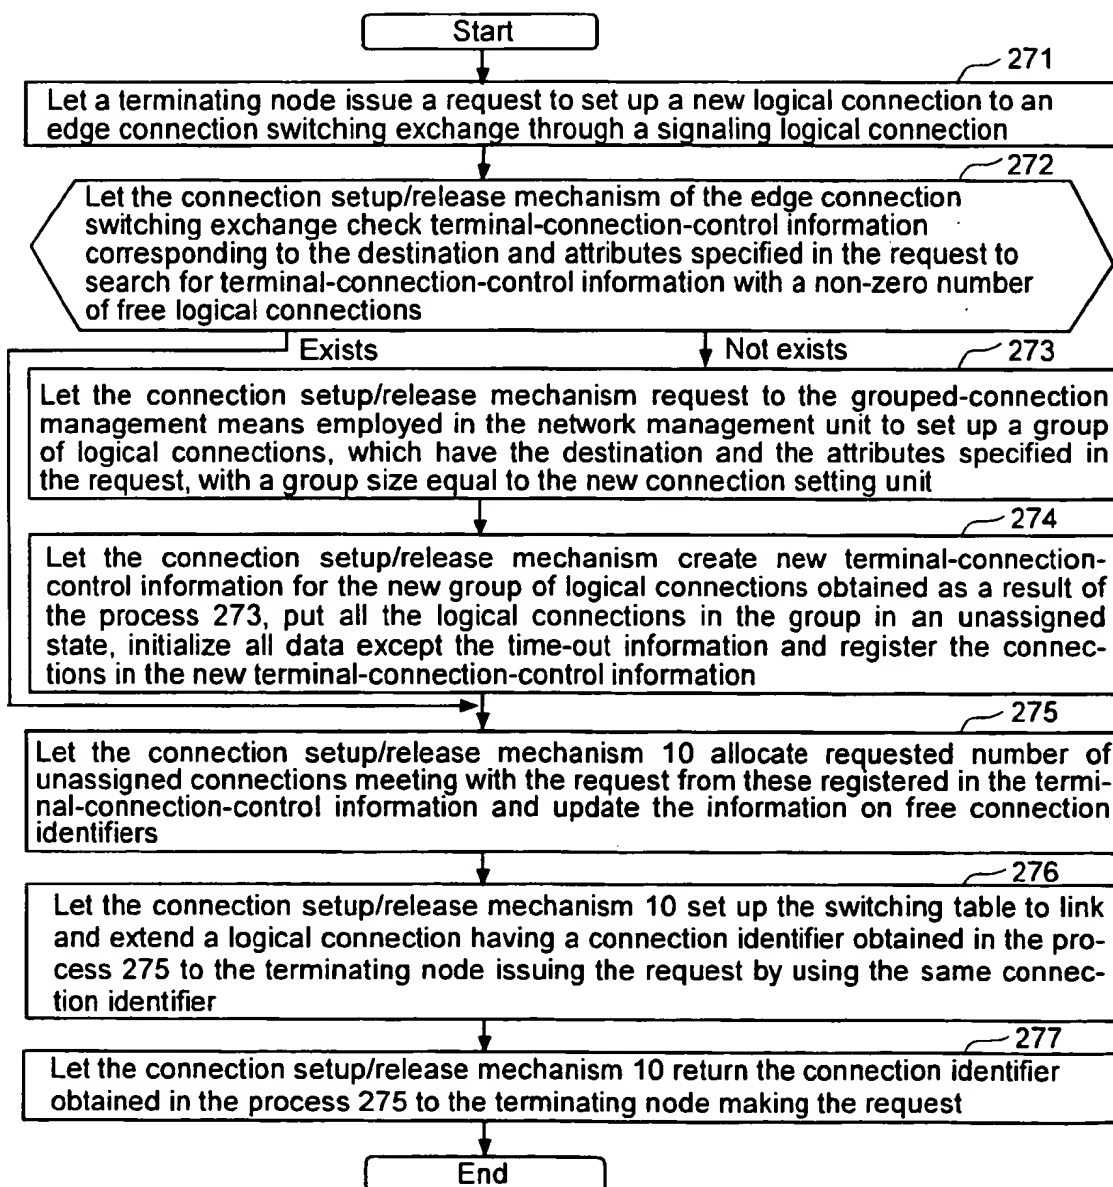 Start
271
Let a terminating node issue a request to set up a new logical connection to an
edge connection switching exchange through a signaling logical connection
272
Let the connection setup/release mechanism of the edge connection
switching exchange check terminal-connection-control information
corresponding to the destination and attributes specified in the request to
search for terminal-connection-control information with a non-zero number
of free logical connections
Exists
Not exists
273
Let the connection setup/release mechanism request to the grouped-connection
management means employed in the network management unit to set up a group
of logical connections, which have the destination and the attributes specified in
the request, with a group size equal to the new connection setting unit
274
Let the connection setup/release mechanism create new terminal-connection-
control information for the new group of logical connections obtained as a result of
the process 273, put all the logical connections in the group in an unassigned
state, initialize all data except the time-out information and register the connec-
tions in the new terminal-connection-control information
275
Let the connection setup/release mechanism 10 allocate requested number of
unassigned connections meeting with the request from these registered in the termi-
nal-connection-control information and update the information on free connection
identifiers
276
Let the connection setup/release mechanism 10 set up the switching table to link
and extend a logical connection having a connection identifier obtained in the pro-
cess 275 to the terminating node issuing the request by using the same connec-
tion identifier
277
Let the connection setup/release mechanism 10 return the connection identifier
obtained in the process 275 to the terminating node making the request
End